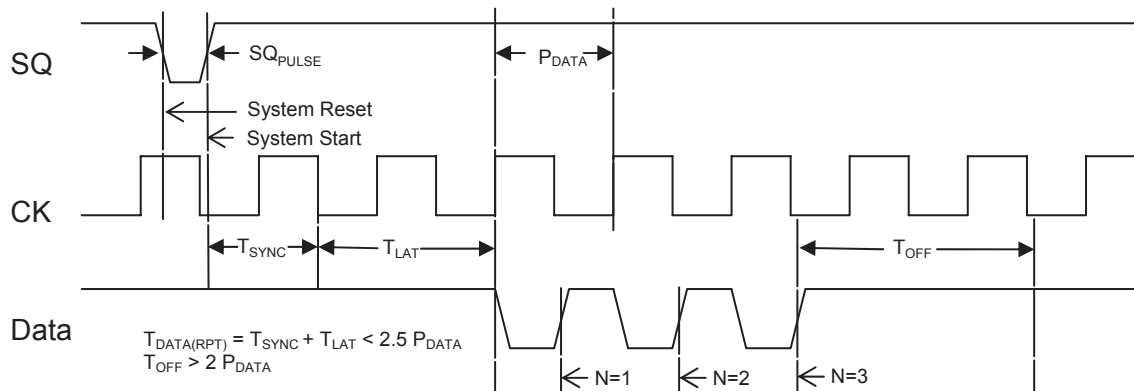 SQ
SQPULSE
PDATA
System Reset
System Start
CK
TSYNC
TLAT
TOFF
Data
TDATA(RPT) = TSYNC + TLAT < 2.5 PDATA
TOFF > 2 PDATA
N=1
N=2
N=3